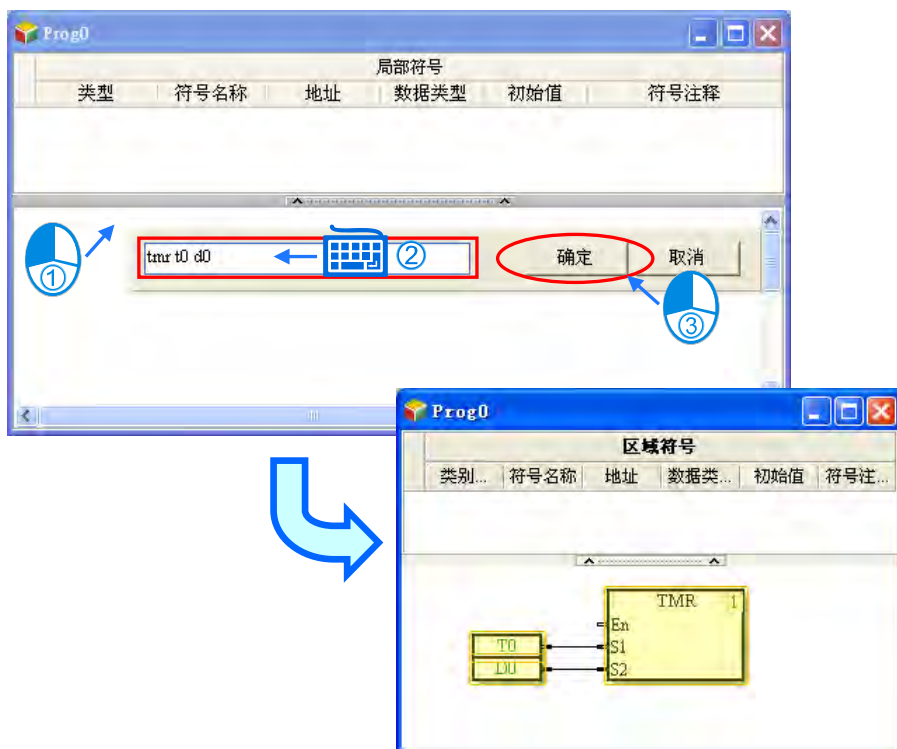 Prog0
局部符号
类型 符号名称 地址 数据类型 初始值 符号注释
① tmr t0 d0 ② 确定 取消
③
Prog0
区域符号
类别... 符号名称 地址 数据类... 初始值 符号注...
TMR 1
En
T0 S1
D0 S2